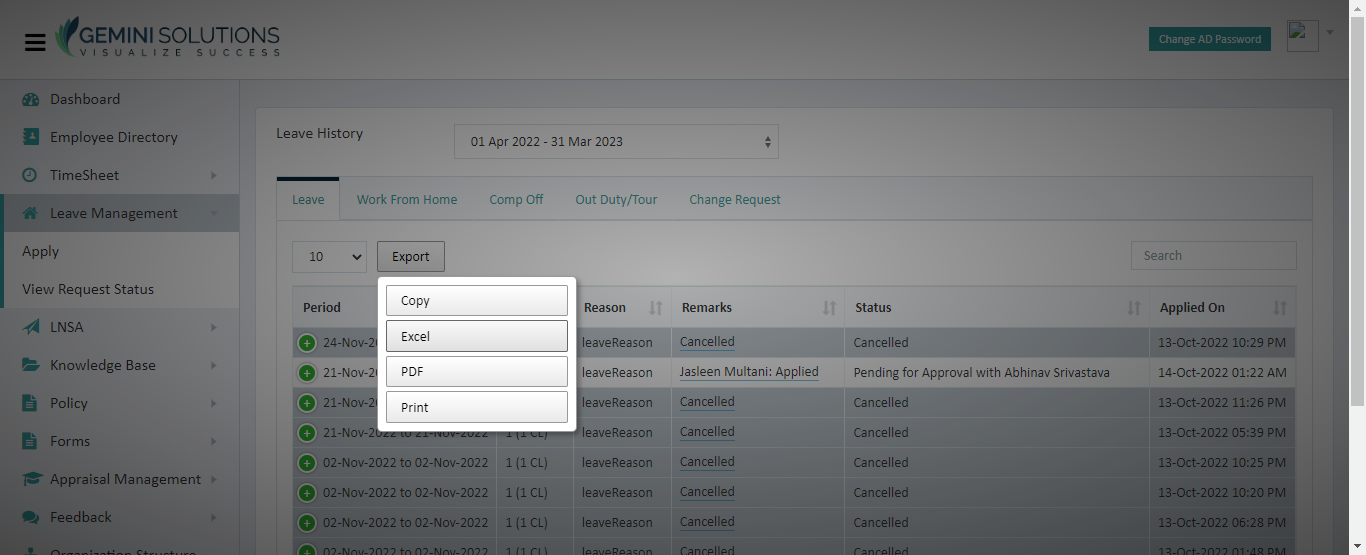 GEMINI SOLUTIONS
VISUALIZE SUCCESS
Change AD Password
Dashboard
Employee Directory
TimeSheet
Leave Management
Apply
View Request Status
LNSA
Knowledge Base
Policy
Forms
Appraisal Management
Feedback
Organization Structure
Leave History
01 Apr 2022 - 31 Mar 2023
Leave Work From Home Comp Off Out Duty/Tour Change Request
10 Export Search
Copy
Excel
PDF
Print
Period Reason Remarks Status Applied On
24-Nov-20 leaveReason Cancelled Cancelled 13-Oct-2022 10:29 PM
21-Nov-20 leaveReason Jasleen Multani: Applied Pending for Approval with Abhinav Srivastava 14-Oct-2022 01:22 AM
21-Nov-20 leaveReason Cancelled Cancelled 13-Oct-2022 11:26 PM
21-Nov-2022 to 21-Nov-2022 1 (1 CL) leaveReason Cancelled Cancelled 13-Oct-2022 05:39 PM
02-Nov-2022 to 02-Nov-2022 1 (1 CL) leaveReason Cancelled Cancelled 13-Oct-2022 10:25 PM
02-Nov-2022 to 02-Nov-2022 1 (1 CL) leaveReason Cancelled Cancelled 13-Oct-2022 10:20 PM
02-Nov-2022 to 02-Nov-2022 1 (1 CL) leaveReason Cancelled Cancelled 13-Oct-2022 06:28 PM
02-Nov-2022 to 02-Nov-2022 1 (1 CL) leaveReason Cancelled Cancelled 13-Oct-2022 01:48 PM